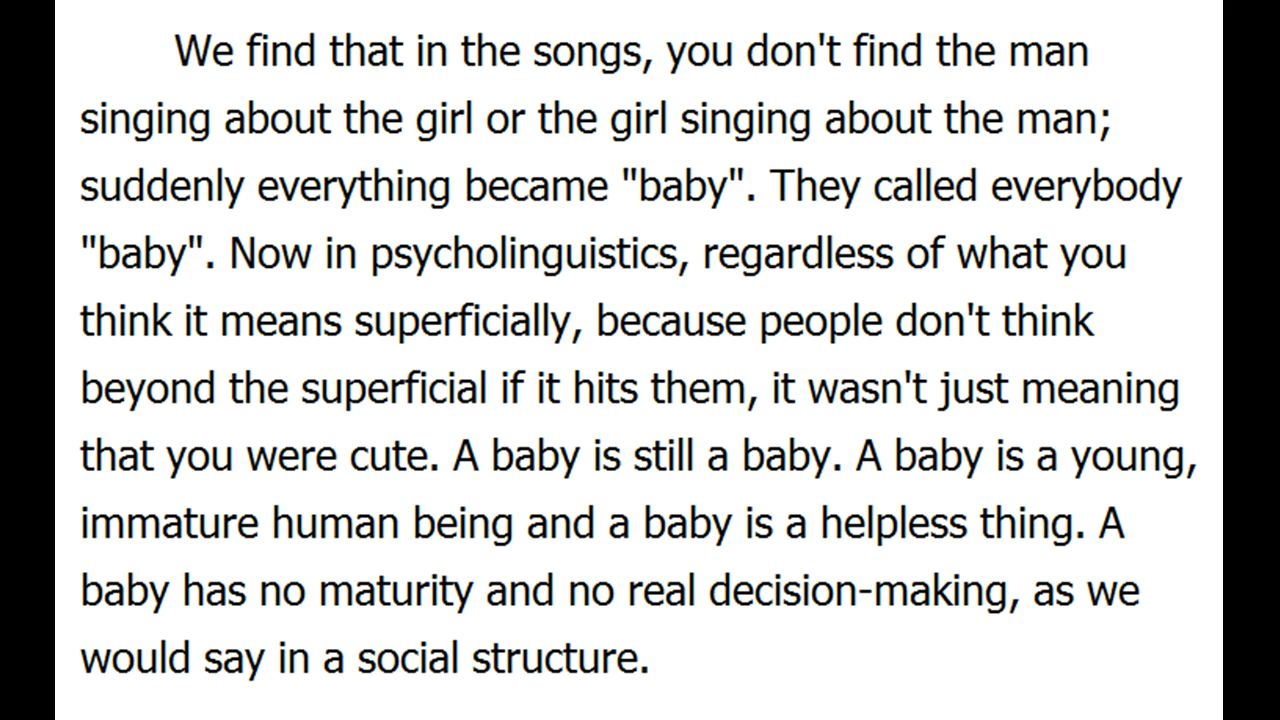 We find that in the songs, you don't find the man
singing about the girl or the girl singing about the man;
suddenly everything became "baby". They called everybody
"baby". Now in psycholinguistics, regardless of what you
think it means superficially, because people don't think
beyond the superficial if it hits them, it wasn't just meaning
that you were cute. A baby is still a baby. A baby is a young,
immature human being and a baby is a helpless thing. A
baby has no maturity and no real decision-making, as we
would say in a social structure.